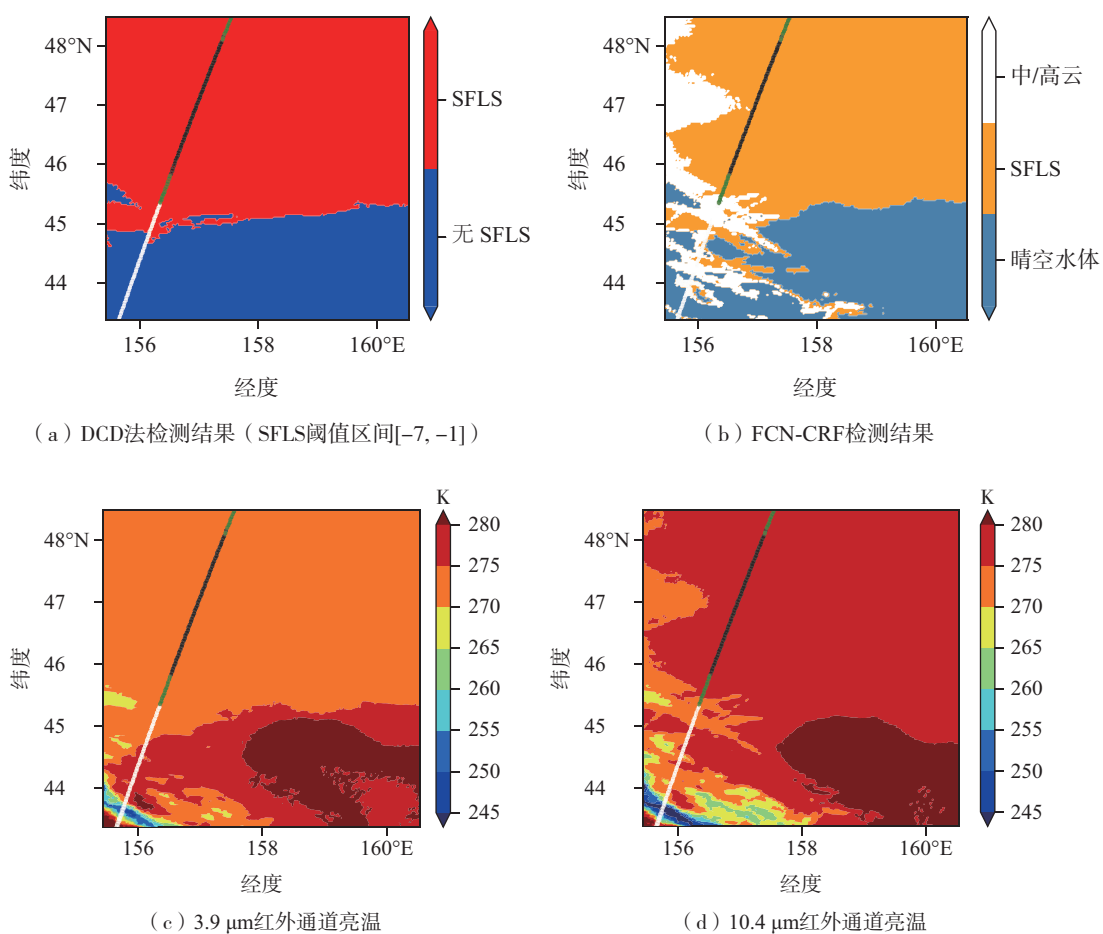 48°N
47
46
45
44
纬度
156
158
160°E
经度
SFLS
无 SFLS
（a）DCD法检测结果（SFLS阈值区间[–7, –1]）
48°N
47
46
45
44
纬度
156
158
160°E
经度
中/高云
SFLS
晴空水体
（b）FCN-CRF检测结果
48°N
47
46
45
44
纬度
156
158
160°E
经度
K
280
275
270
265
260
255
250
245
（c）3.9 μm红外通道亮温
48°N
47
46
45
44
纬度
156
158
160°E
经度
K
280
275
270
265
260
255
250
245
（d）10.4 μm红外通道亮温